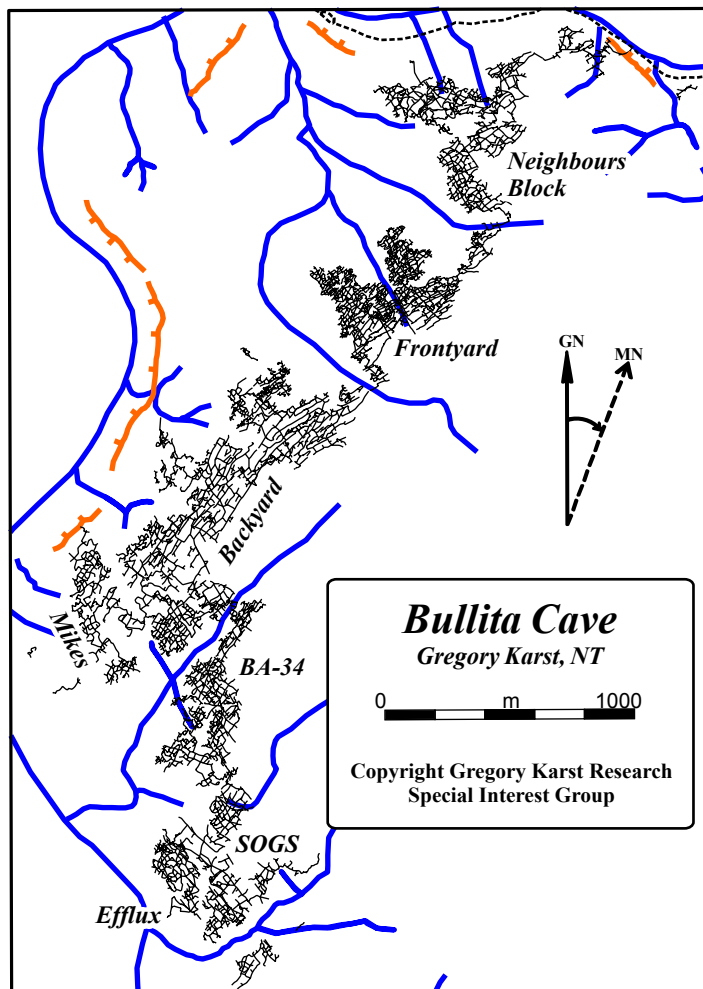 Neighbours
Block
Frontyard
GN
MN
Backyard
Mikes
BA-34
SOGS
Efflux
Bullita Cave
Gregory Karst, NT
0 m 1000
Copyright Gregory Karst Research
Special Interest Group